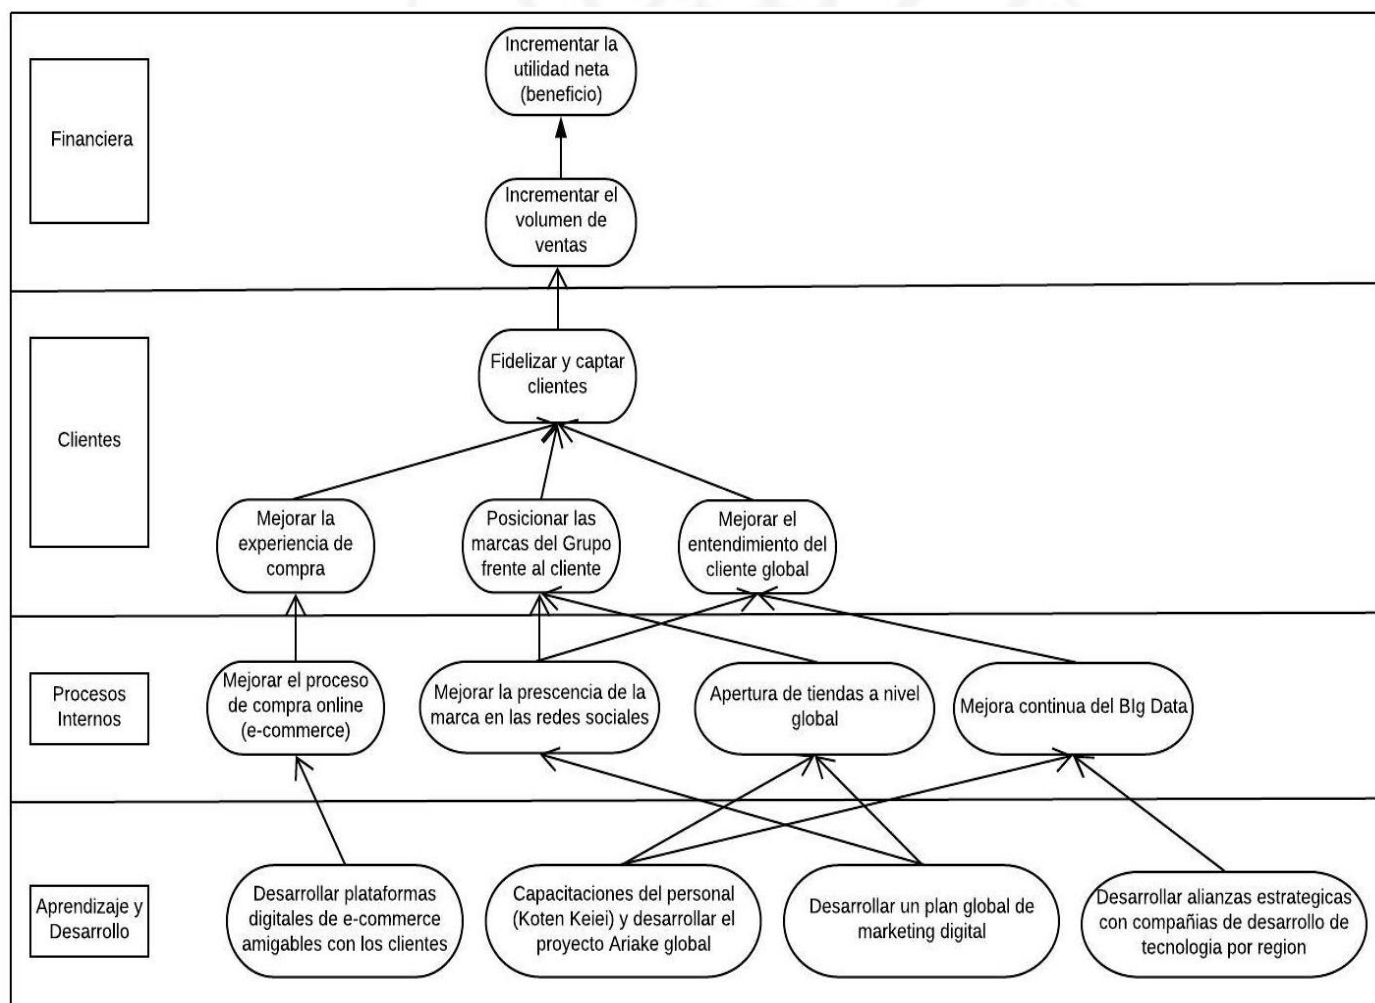 Incrementar la
utilidad neta
(beneficio)
Financiera
Incrementar el
volumen de
ventas
Fidelizar y captar
clientes
Clientes
Mejorar la
experiencia de
compra
Posicionar las
marcas del Grupo
frente al cliente
Mejorar el
entendimiento del
cliente global
Procesos
Internos
Mejorar el proceso
de compra online
(e-commerce)
Mejorar la prescencia de la
marca en las redes sociales
Apertura de tiendas a nivel
global
Mejora continua del BIg Data
Aprendizaje y
Desarrollo
Desarrollar plataformas
digitales de e-commerce
amigables con los clientes
Capacitaciones del personal
(Koten Keiei) y desarrollar el
proyecto Ariake global
Desarrollar un plan global de
marketing digital
Desarrollar alianzas estrategicas
con compañias de desarrollo de
tecnologia por region